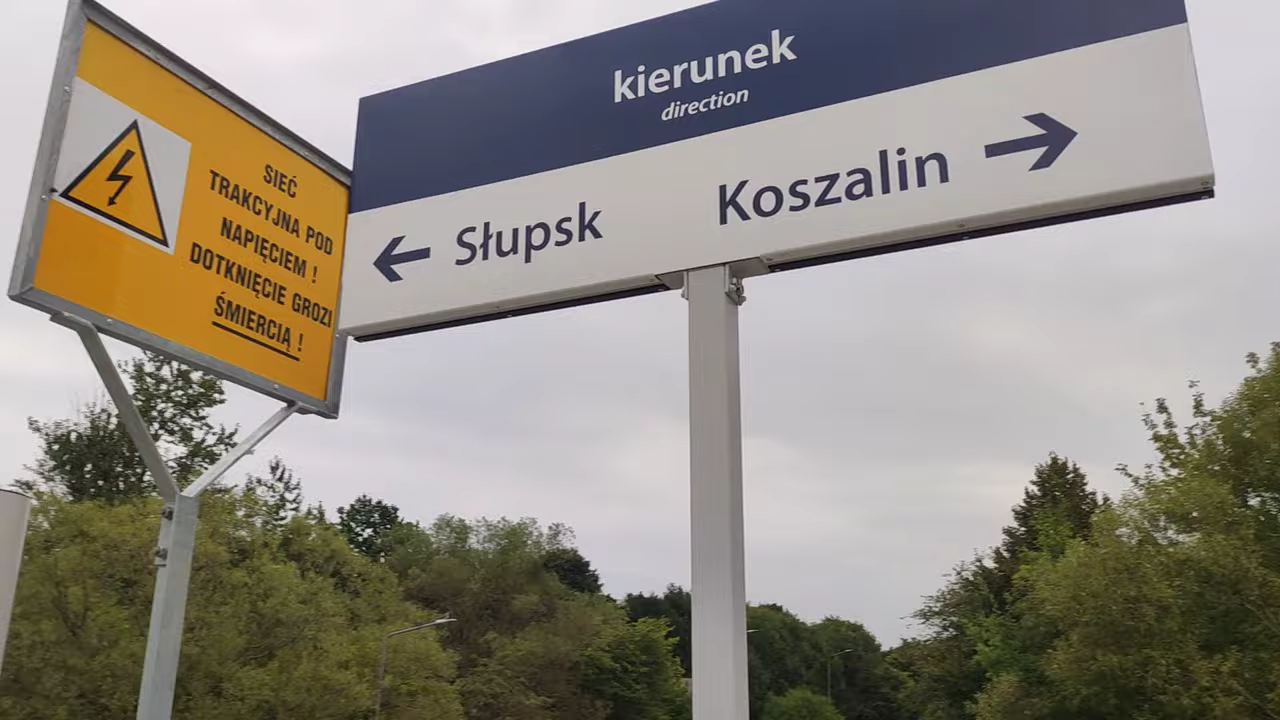 SIEĆ
TRAKCYJNA POD
NAPIĘCIEM !
DOTKNIĘCIE GROZI
ŚMIERCIĄ !
kierunek
direction
← Słupsk Koszalin →